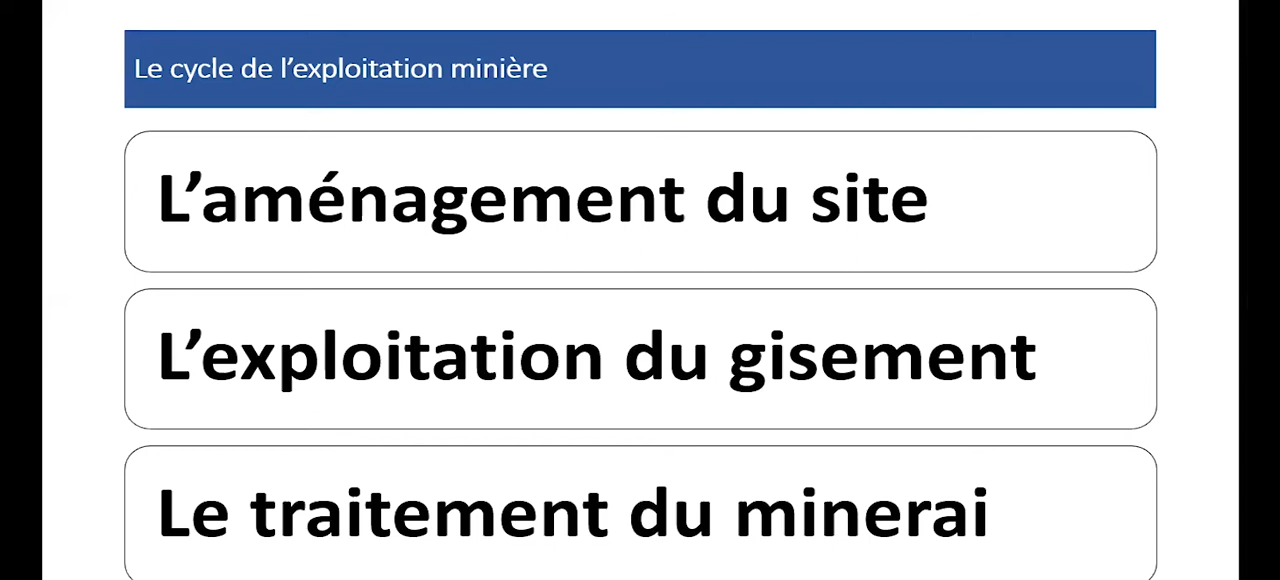 Le cycle de l’exploitation minière
L’aménagement du site
L’exploitation du gisement
Le traitement du minerai